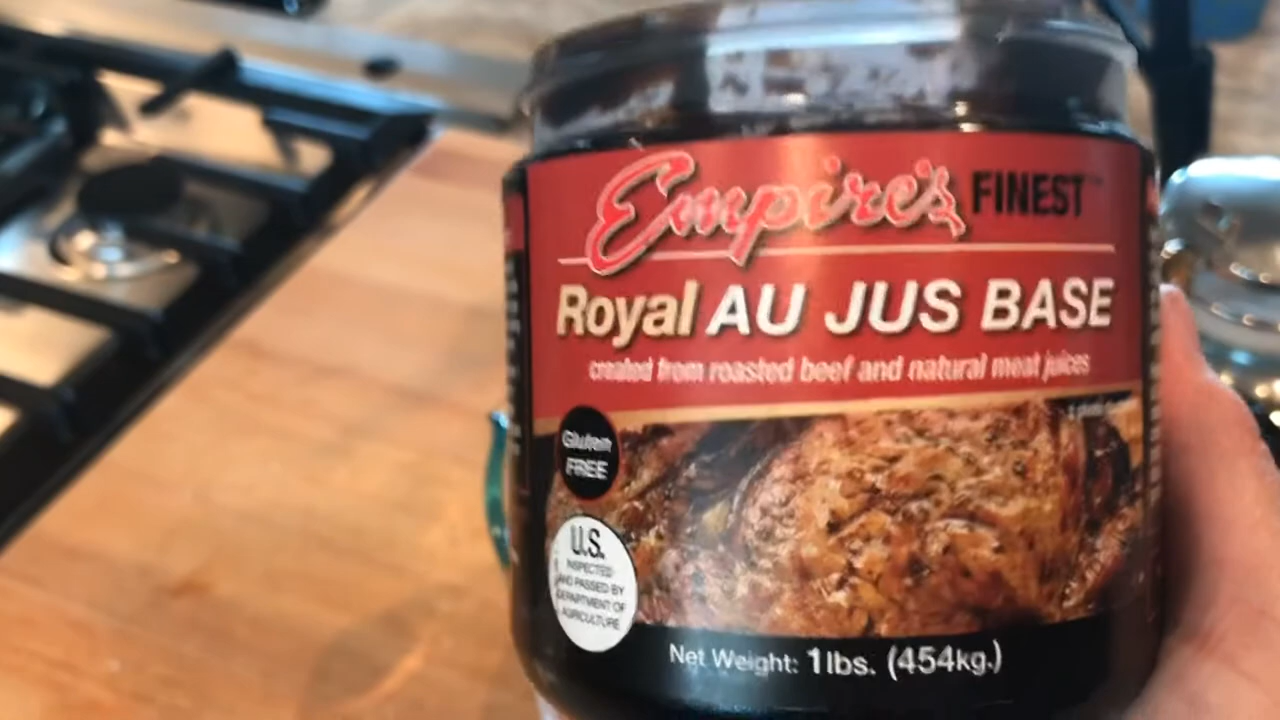 Empire's FINEST™
Royal AU JUS BASE
created from roasted beef and natural meat juices
Gluten
FREE
U.S.
INSPECTED
AND PASSED BY
DEPARTMENT OF
AGRICULTURE
Net Weight: 1lbs. (454kg.)